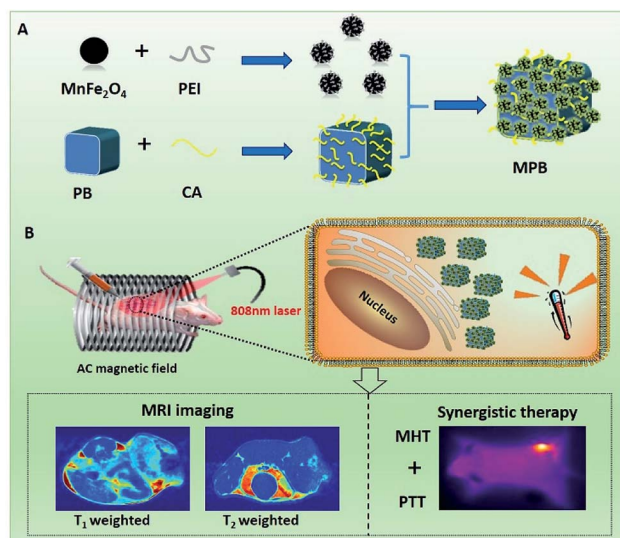 A
MnFe₂O₄ + PEI
PB + CA
MPB
B
808nm laser
AC magnetic field
Nucleus
MRI imaging
T₁ weighted
T₂ weighted
Synergistic therapy
MHT
+
PTT